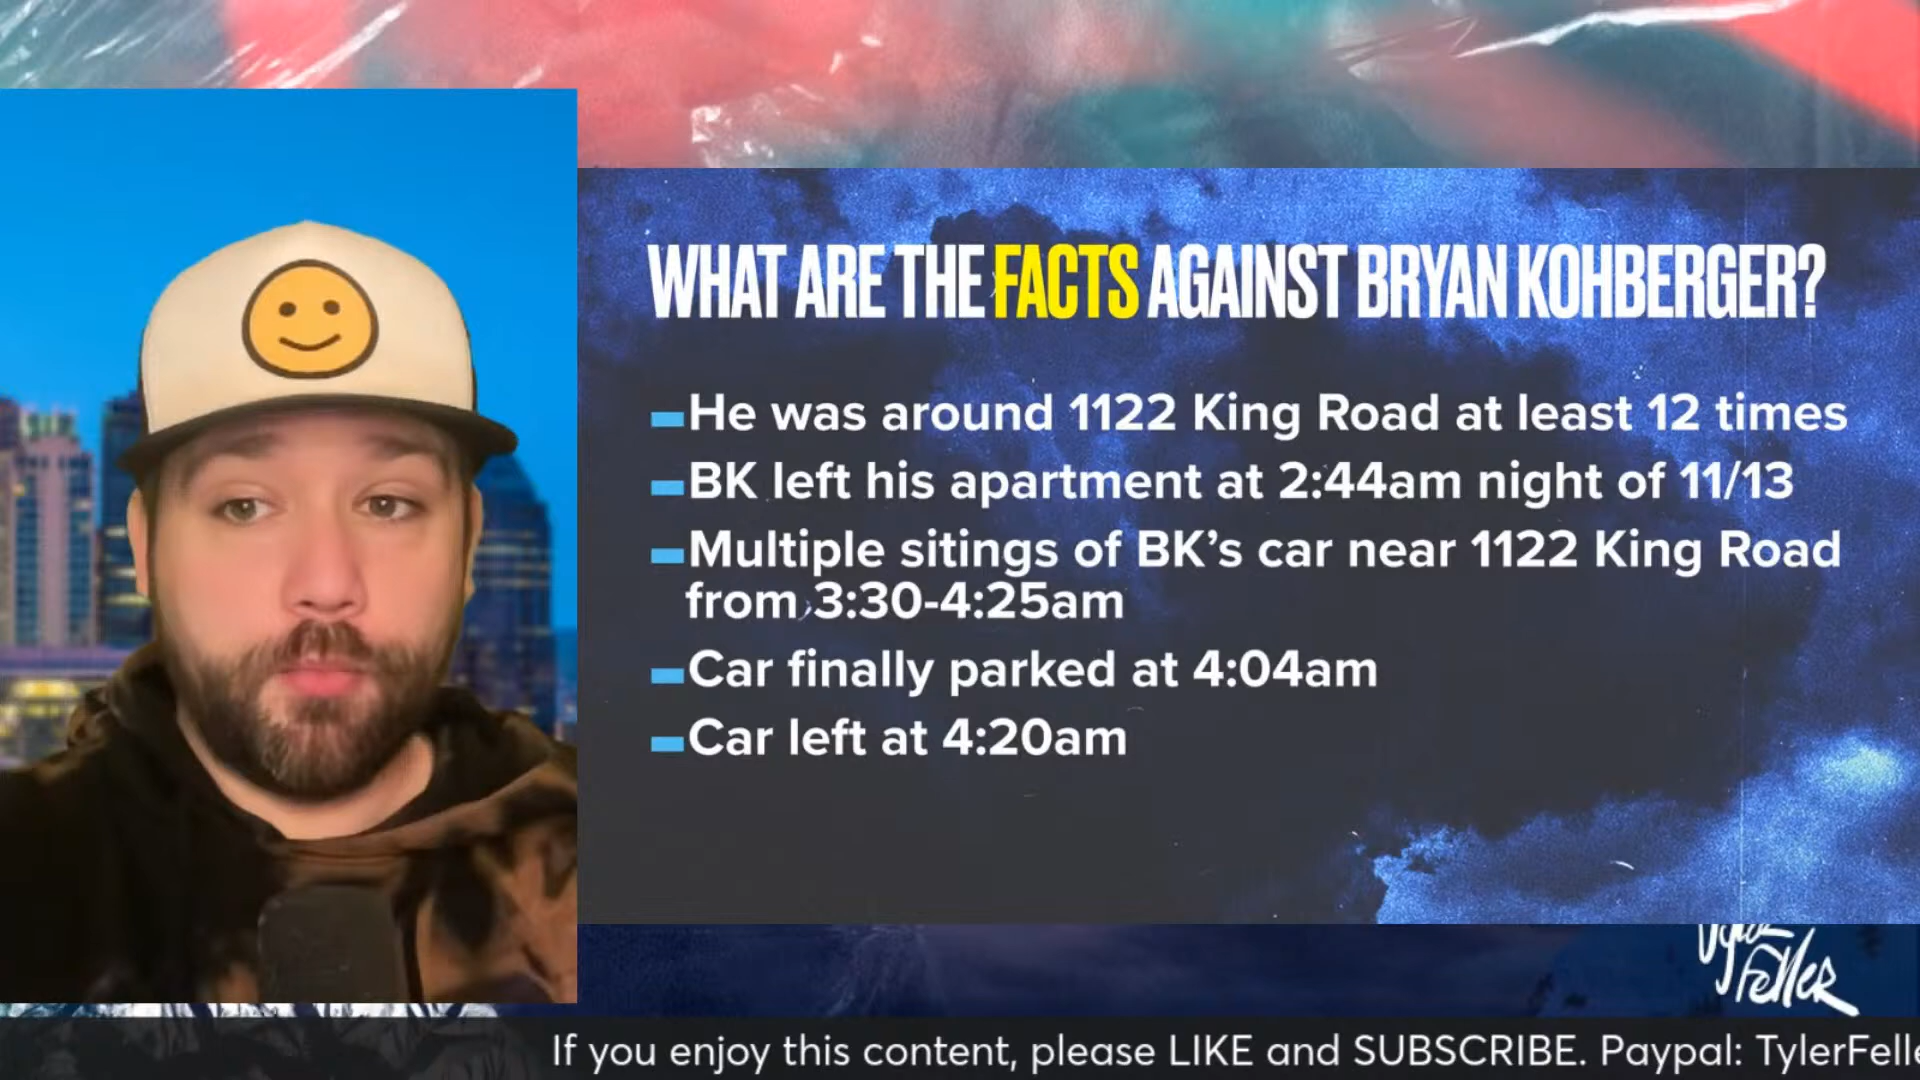 WHAT ARE THE FACTS AGAINST BRYAN KOHBERGER?
He was around 1122 King Road at least 12 times
BK left his apartment at 2:44am night of 11/13
Multiple sitings of BK's car near 1122 King Road
from 3:30-4:25am
Car finally parked at 4:04am
Car left at 4:20am
Tyler
Feller
If you enjoy this content, please LIKE and SUBSCRIBE. Paypal: TylerFelle